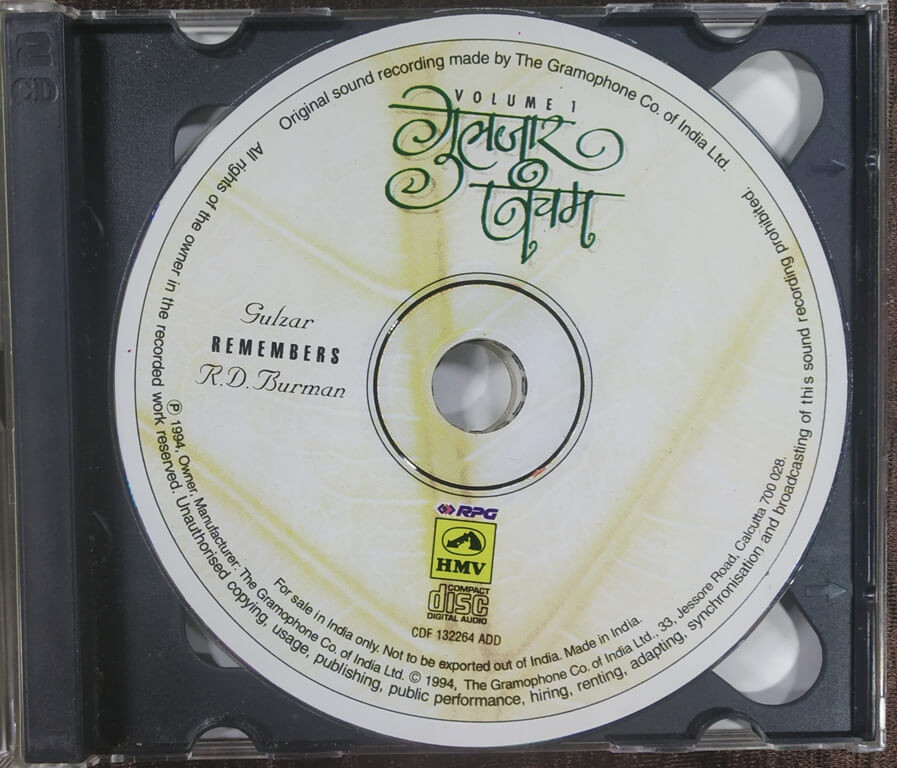 2
CD
Original sound recording made by The Gramophone Co. of India Ltd.
VOLUME 1
गुलज़ार
पंचम
Gulzar
REMEMBERS
R.D. Burman
RPG
HMV
COMPACT
disc
DIGITAL AUDIO
CDF 132264 ADD
For sale in India only. Not to be exported out of India. Made in India.
Ⓟ 1994, Owner, Manufacturer: The Gramophone Co. of India Ltd. © 1994, The Gramophone Co. of India Ltd., 33, Jessore Road, Calcutta 700 028.
All rights of the owner in the recorded work reserved. Unauthorised copying, usage, publishing, public performance, hiring, renting, adapting, synchronisation and broadcasting of this sound recording prohibited.